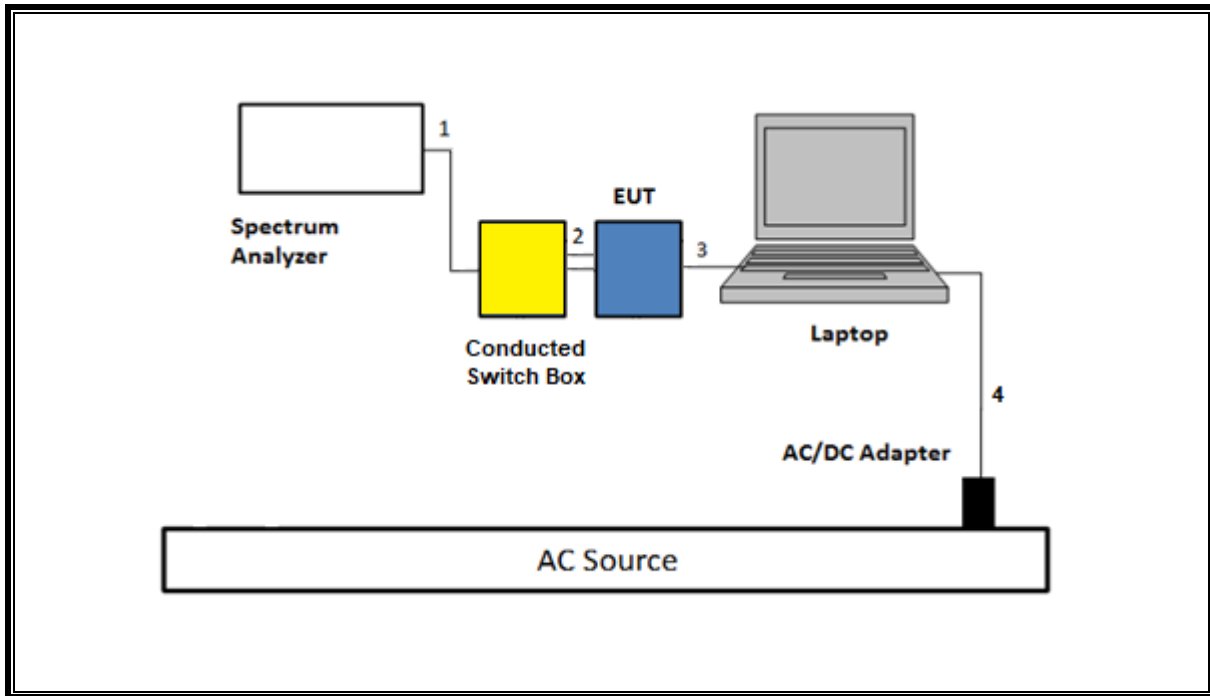 1
Spectrum
Analyzer
2
EUT
3
Conducted
Switch Box
Laptop
4
AC/DC Adapter
AC Source